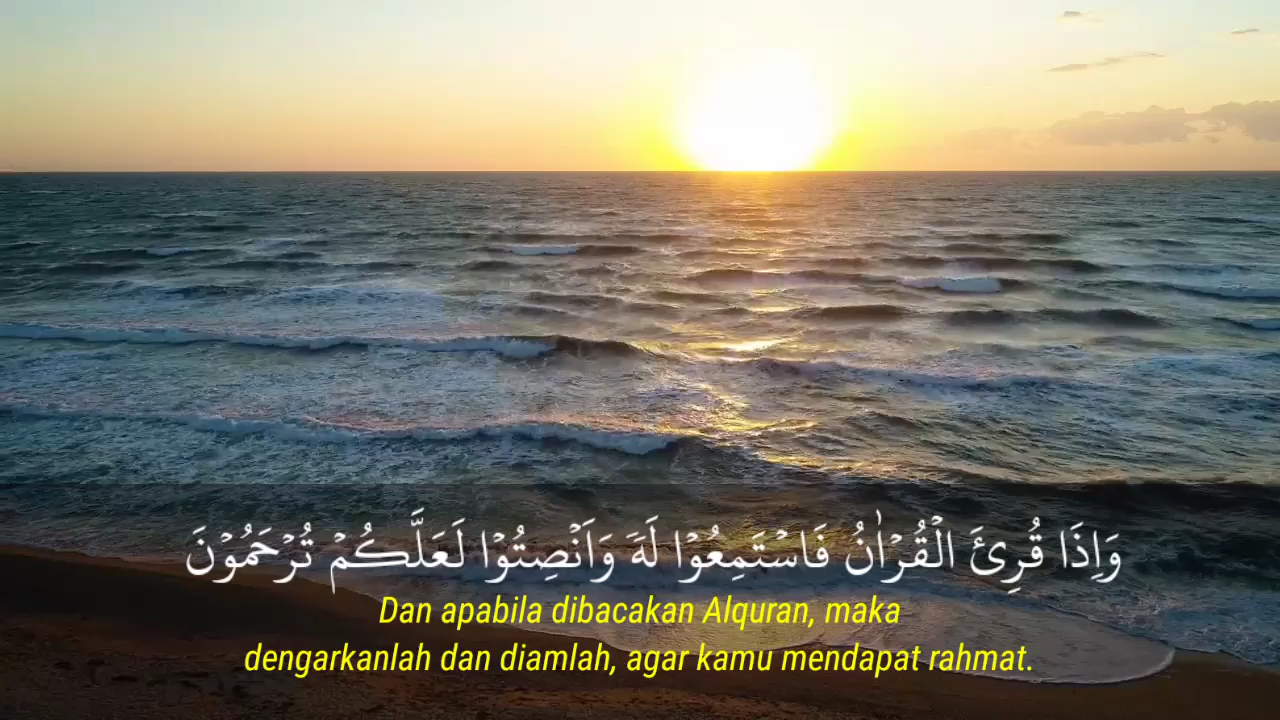 وَاِذَا قُرِئَ الْقُرْاٰنُ فَاسْتَمِعُوْا لَهٗ وَاَنْصِتُوْا لَعَلَّكُمْ تُرْحَمُوْنَ
Dan apabila dibacakan Alquran, maka
dengarkanlah dan diamlah, agar kamu mendapat rahmat.